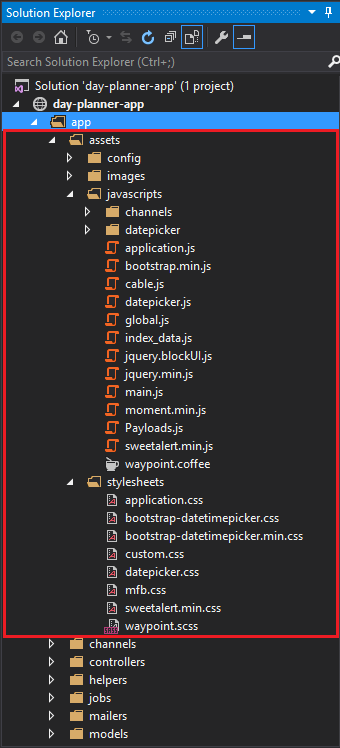 Solution Explorer
Search Solution Explorer (Ctrl+;)
Solution 'day-planner-app' (1 project)
day-planner-app
app
assets
config
images
javascripts
channels
datepicker
application.js
bootstrap.min.js
cable.js
datepicker.js
global.js
index_data.js
jquery.blockUI.js
jquery.min.js
main.js
moment.min.js
Payloads.js
sweetalert.min.js
waypoint.coffee
stylesheets
application.css
bootstrap-datetimepicker.css
bootstrap-datetimepicker.min.css
custom.css
datepicker.css
mfb.css
sweetalert.min.css
waypoint.scss
channels
controllers
helpers
jobs
mailers
models